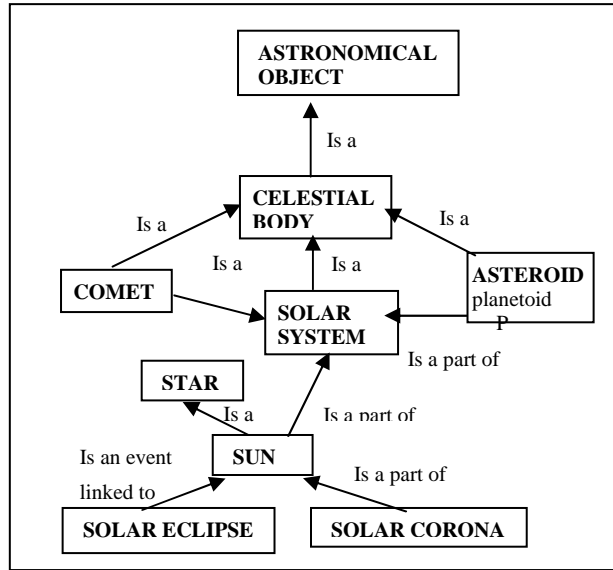 ASTRONOMICAL
OBJECT
Is a
CELESTIAL
BODY
Is a
Is a
Is a
Is a
COMET
ASTEROID
planetoid
P
SOLAR
SYSTEM
Is a part of
STAR
Is a
Is a part of
SUN
Is an event
linked to
Is a part of
SOLAR ECLIPSE
SOLAR CORONA